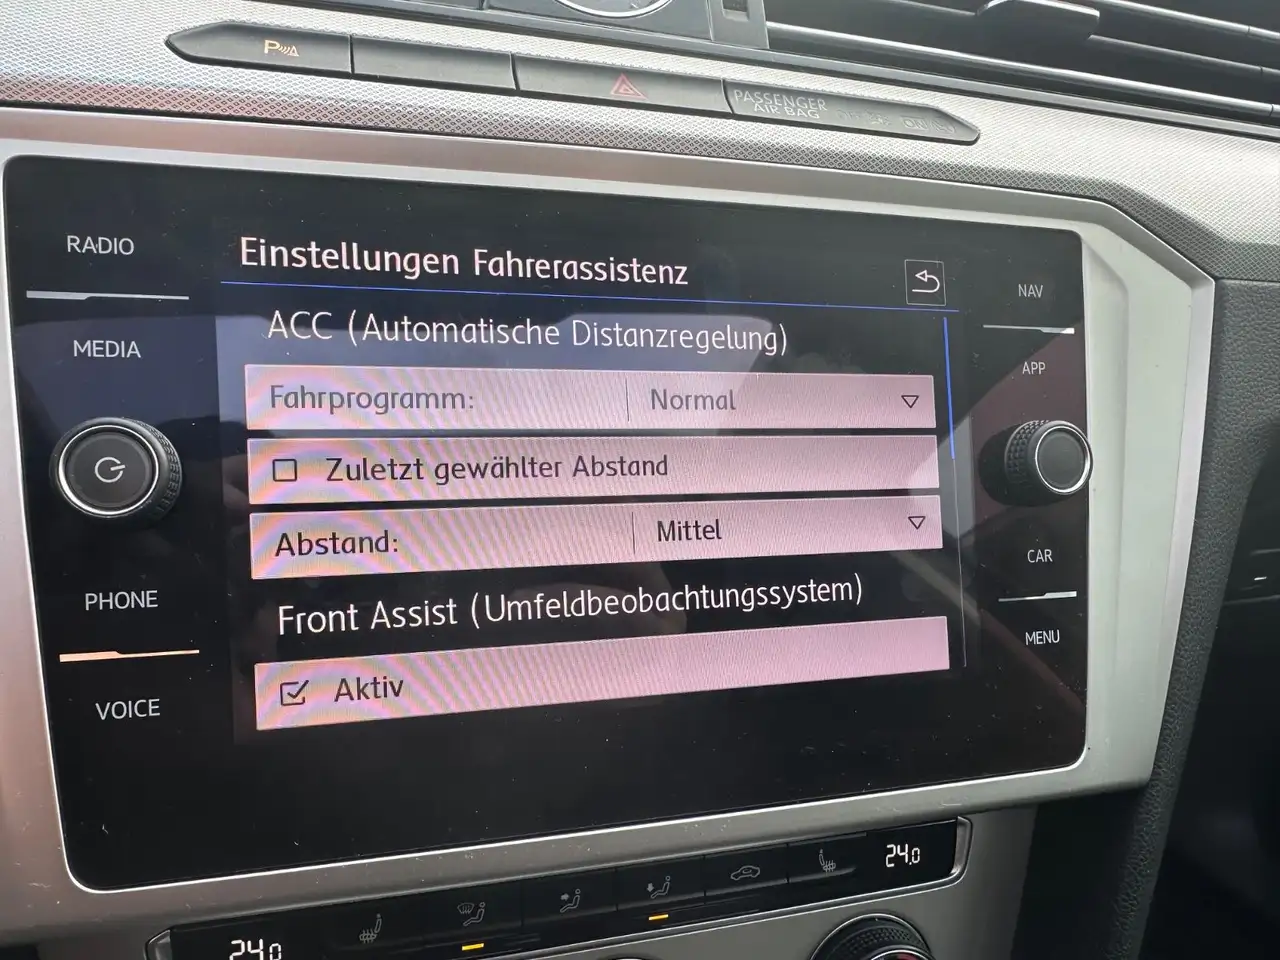 P
PASSENGER
AIR BAG
ON
RADIO
MEDIA
PHONE
VOICE
Einstellungen Fahrerassistenz
ACC (Automatische Distanzregelung)
Fahrprogramm: Normal
Zuletzt gewählter Abstand
Abstand: Mittel
Front Assist (Umfeldbeobachtungssystem)
Aktiv
NAV
APP
CAR
MENU
24.0
24.0